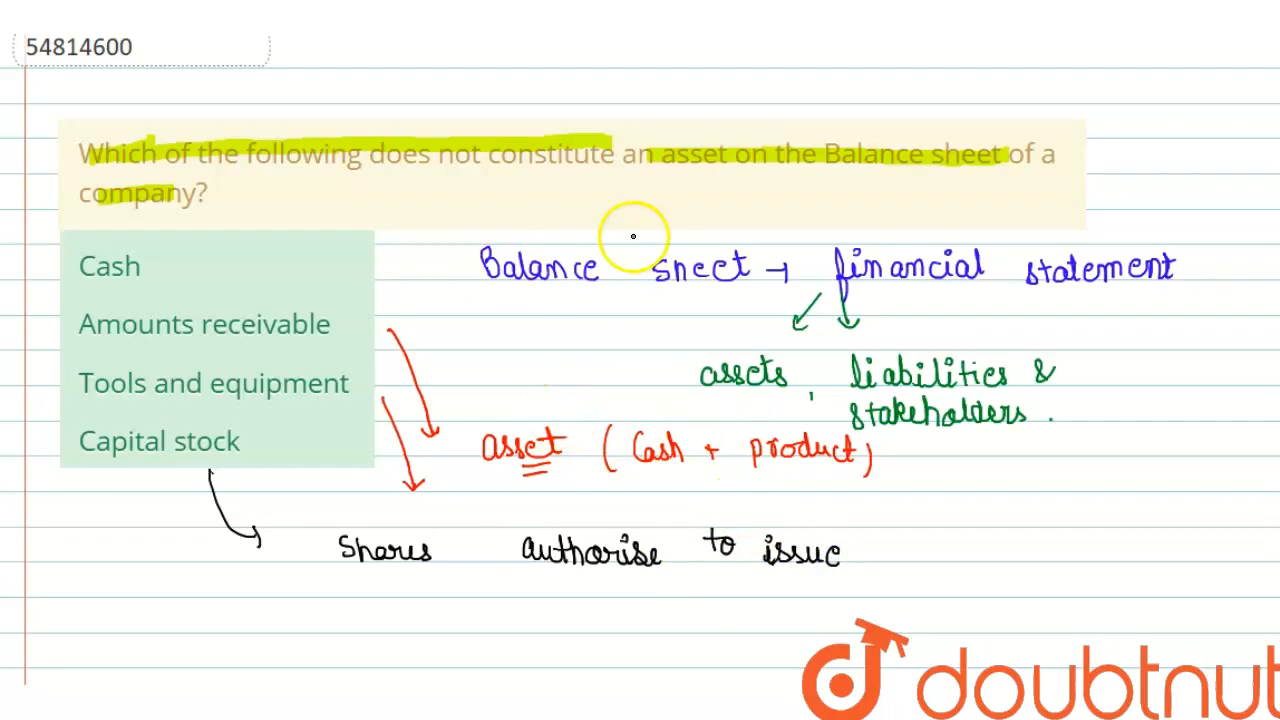 54814600
Which of the following does not constitute an asset on the Balance sheet of a
company?
Cash
Balance sheet → financial statement
Amounts receivable
Tools and equipment
assets , liabilities &
stakeholders .
Capital stock
asset ( Cash + product )
Shares authorise to issue
doubtnut